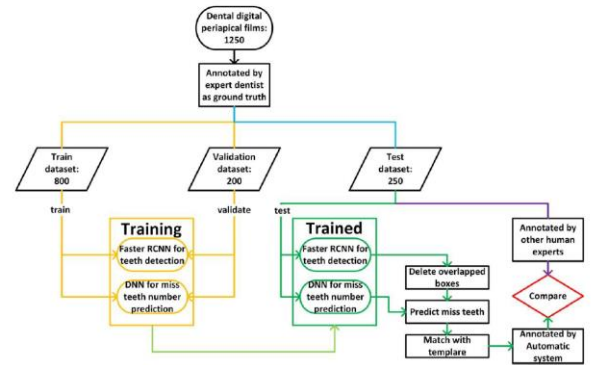 Dental digital
periapical films:
1250
Annotated by
expert dentist
as ground truth
Train
dataset:
800
Validation
dataset:
200
Test
dataset:
250
train
validate
test
Training
Faster RCNN for
teeth detection
DNN for miss
teeth number
prediction
Trained
Faster RCNN for
teeth detection
DNN for miss
teeth number
prediction
Delete overlapped
boxes
Predict miss teeth
Match with
templare
Annotated by
other human
experts
Compare
Annotated by
Automatic
system